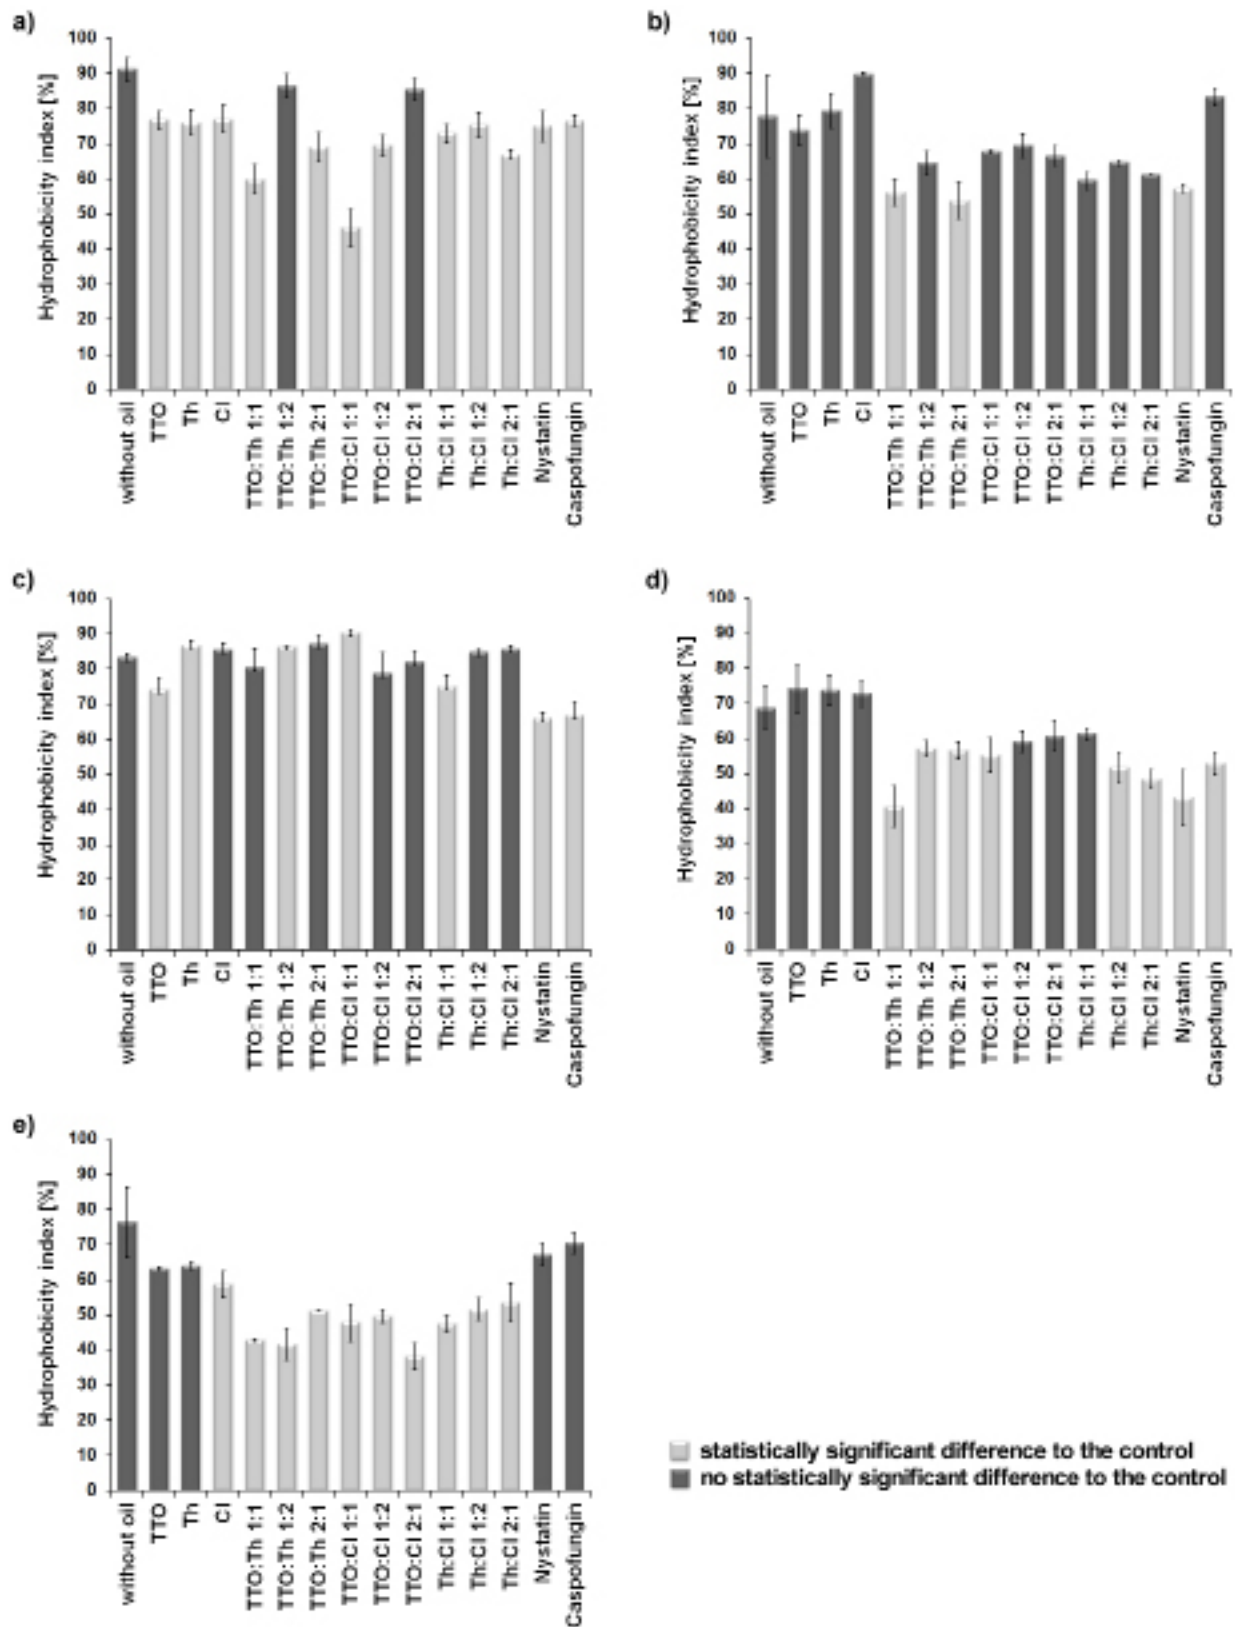 a)
Hydrophobicity index [%]
100
90
80
70
60
50
40
30
20
10
0
without oil
TTO
Th
Cl
TTO:Th 1:1
TTO:Th 1:2
TTO:Th 2:1
TTO:Cl 1:1
TTO:Cl 1:2
TTO:Cl 2:1
Th:Cl 1:1
Th:Cl 1:2
Th:Cl 2:1
Nystatin
Caspofungin
b)
Hydrophobicity index [%]
100
90
80
70
60
50
40
30
20
10
0
without oil
TTO
Th
Cl
TTO:Th 1:1
TTO:Th 1:2
TTO:Th 2:1
TTO:Cl 1:1
TTO:Cl 1:2
TTO:Cl 2:1
Th:Cl 1:1
Th:Cl 1:2
Th:Cl 2:1
Nystatin
Caspofungin
c)
Hydrophobicity index [%]
100
90
80
70
60
50
40
30
20
10
0
without oil
TTO
Th
Cl
TTO:Th 1:1
TTO:Th 1:2
TTO:Th 2:1
TTO:Cl 1:1
TTO:Cl 1:2
TTO:Cl 2:1
Th:Cl 1:1
Th:Cl 1:2
Th:Cl 2:1
Nystatin
Caspofungin
d)
Hydrophobicity index [%]
100
90
80
70
60
50
40
30
20
10
0
without oil
TTO
Th
Cl
TTO:Th 1:1
TTO:Th 1:2
TTO:Th 2:1
TTO:Cl 1:1
TTO:Cl 1:2
TTO:Cl 2:1
Th:Cl 1:1
Th:Cl 1:2
Th:Cl 2:1
Nystatin
Caspofungin
e)
Hydrophobicity index [%]
100
90
80
70
60
50
40
30
20
10
0
without oil
TTO
Th
Cl
TTO:Th 1:1
TTO:Th 1:2
TTO:Th 2:1
TTO:Cl 1:1
TTO:Cl 1:2
TTO:Cl 2:1
Th:Cl 1:1
Th:Cl 1:2
Th:Cl 2:1
Nystatin
Caspofungin
statistically significant difference to the control
no statistically significant difference to the control